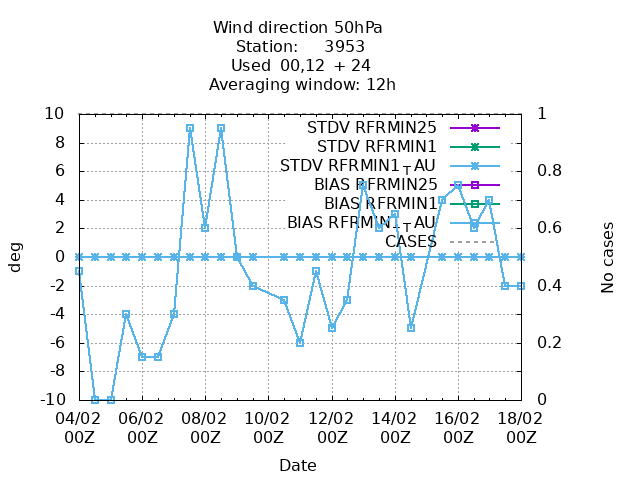 Wind direction 50hPa
Station:     3953
Used  00,12  + 24
Averaging window: 12h
10
8
6
4
2
0
-2
-4
-6
-8
-10
deg
1
0.8
0.6
0.4
0.2
0
No cases
STDV RFRMIN25
STDV RFRMIN1
STDV RFRMIN1┬AU
BIAS RFRMIN25
BIAS RFRMIN1
BIAS RFRMIN1┬AU
CASES
04/02 06/02 08/02 10/02 12/02 14/02 16/02 18/02
00Z 00Z 00Z 00Z 00Z 00Z 00Z 00Z
Date